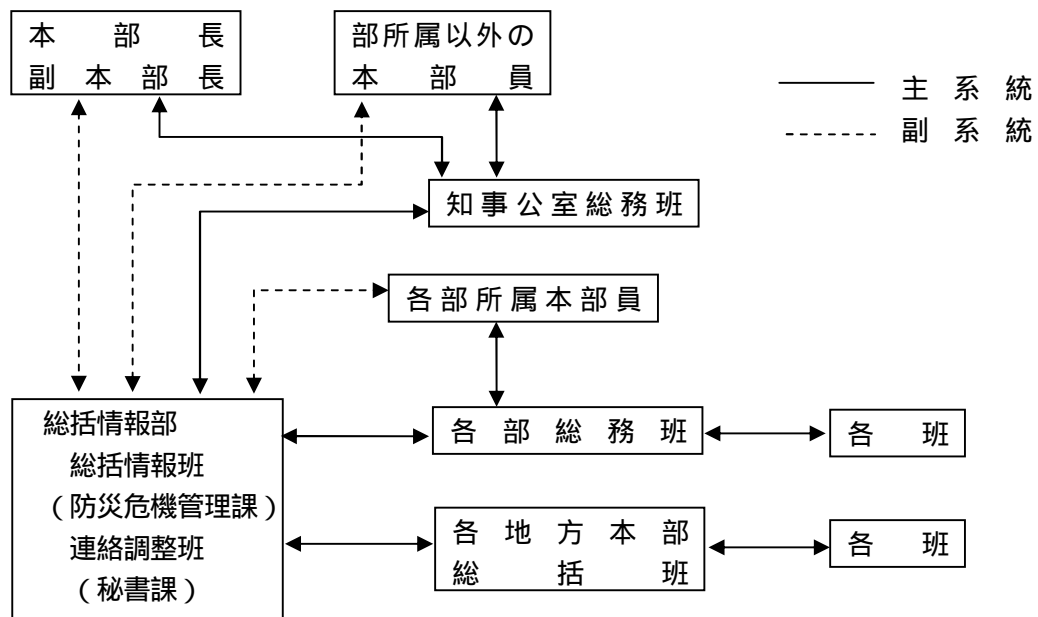 本部長
副本部長
部所属以外の
本部員
主系統
副系統
知事公室総務班
各部所属本部員
総括情報部
総括情報班
(防災危機管理課)
連絡調整班
(秘書課)
各部総務班
各班
各地方本部
総括班
各班